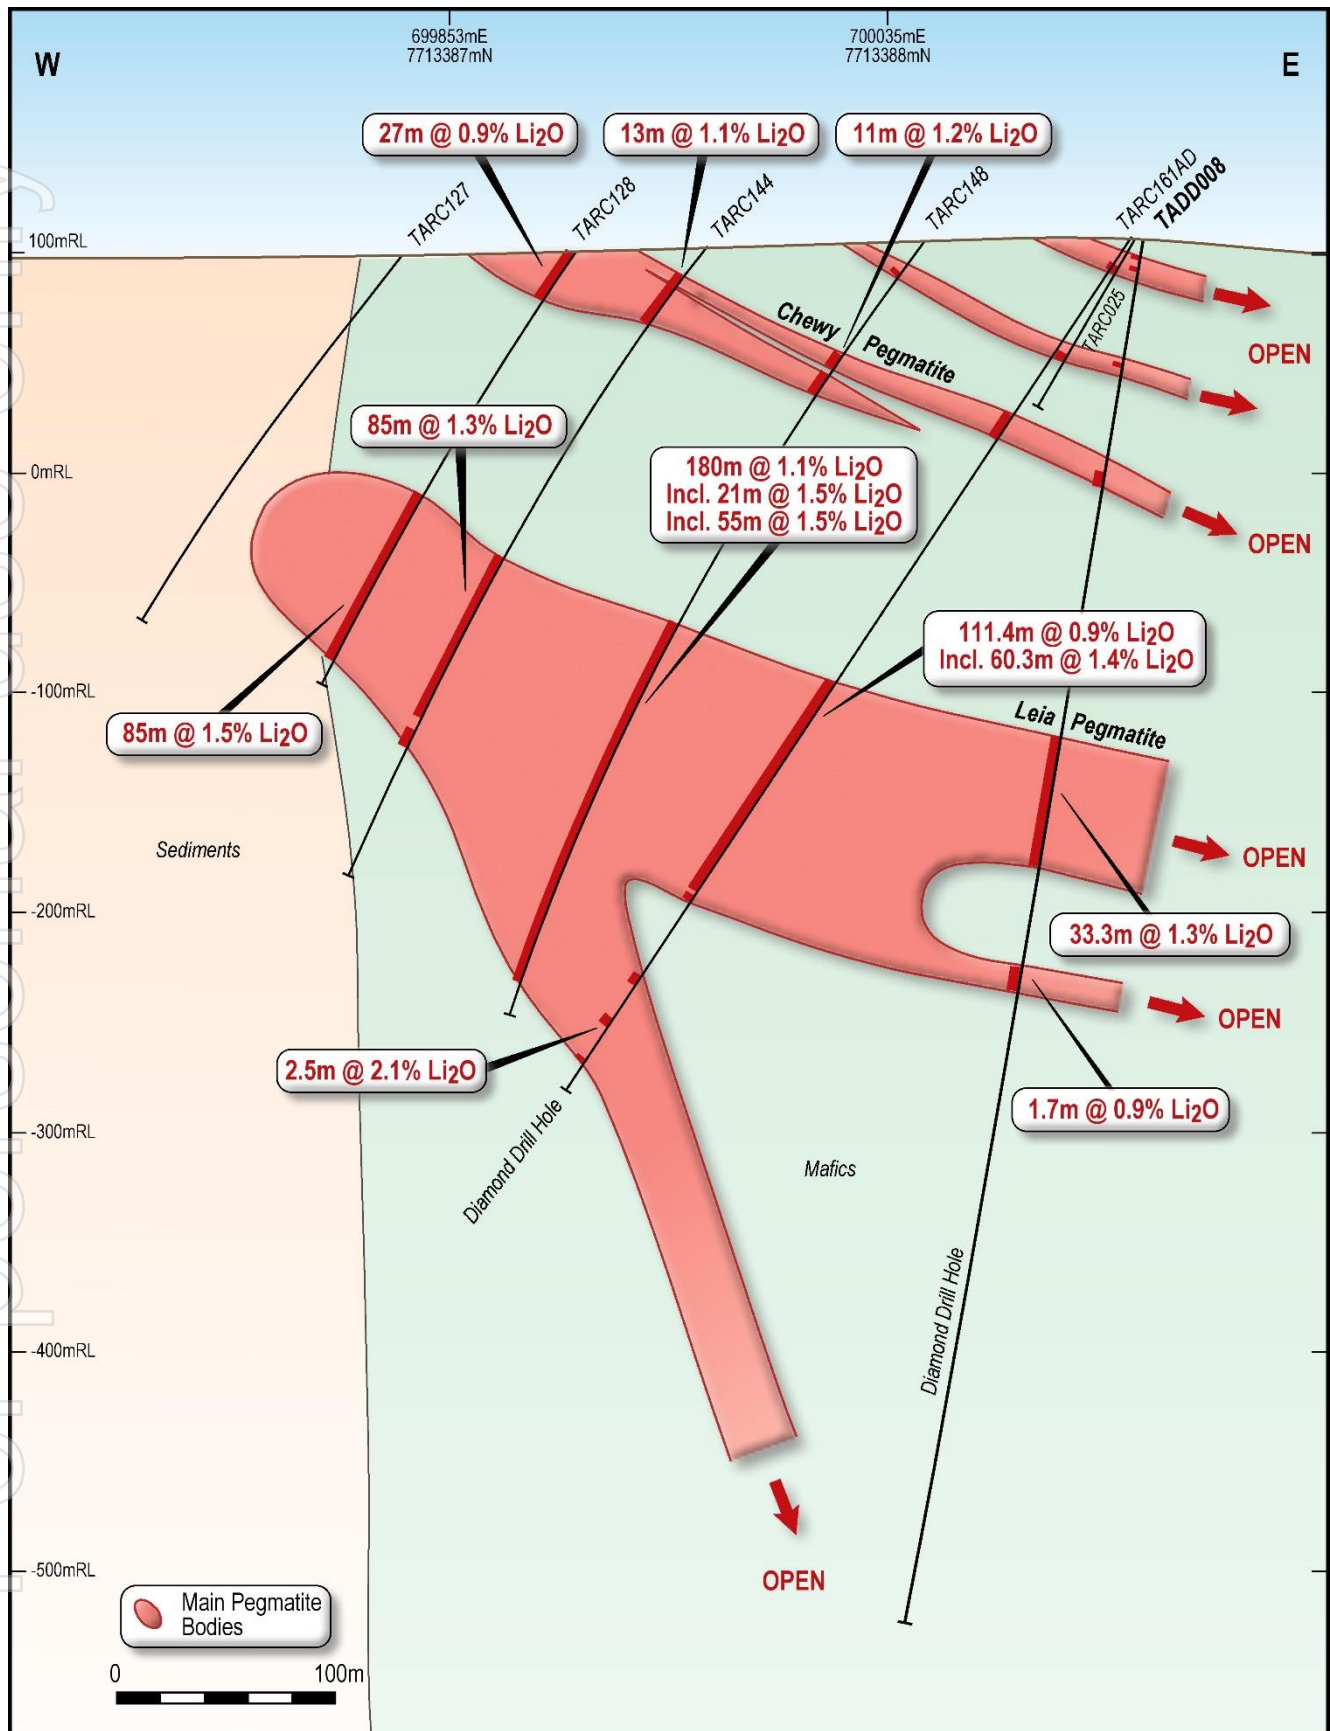 W
699853mE
7713387mN
700035mE
7713388mN
E
27m @ 0.9% Li2O
13m @ 1.1% Li2O
11m @ 1.2% Li2O
TARC127
TARC128
TARC144
TARC148
TARC161AD
TADD008
100mRL
TARC025
Chewy Pegmatite
OPEN
85m @ 1.3% Li2O
0mRL
180m @ 1.1% Li2O
Incl. 21m @ 1.5% Li2O
Incl. 55m @ 1.5% Li2O
OPEN
111.4m @ 0.9% Li2O
Incl. 60.3m @ 1.4% Li2O
-100mRL
85m @ 1.5% Li2O
Leia Pegmatite
Sediments
OPEN
-200mRL
33.3m @ 1.3% Li2O
OPEN
2.5m @ 2.1% Li2O
1.7m @ 0.9% Li2O
-300mRL
Diamond Drill Hole
Mafics
Diamond Drill Hole
-400mRL
-500mRL
OPEN
Main Pegmatite
Bodies
0 100m
For personal use only